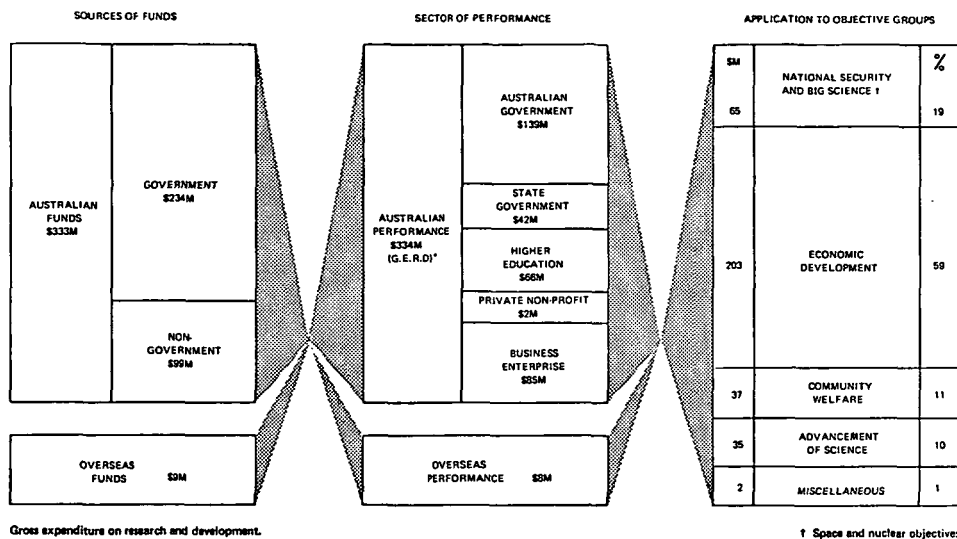 SOURCES OF FUNDS
AUSTRALIAN
FUNDS
$333M
GOVERNMENT
$234M
NON-
GOVERNMENT
$99M
OVERSEAS
FUNDS $9M
SECTOR OF PERFORMANCE
AUSTRALIAN
PERFORMANCE
$334M
(G.E.R.D)*
AUSTRALIAN
GOVERNMENT
$139M
STATE
GOVERNMENT
$42M
HIGHER
EDUCATION
$66M
PRIVATE NON-PROFIT
$2M
BUSINESS
ENTERPRISE
$85M
OVERSEAS
PERFORMANCE $8M
APPLICATION TO OBJECTIVE GROUPS
$M %
NATIONAL SECURITY
AND BIG SCIENCE †
65 19
203 ECONOMIC
DEVELOPMENT 59
37 COMMUNITY
WELFARE 11
35 ADVANCEMENT
OF SCIENCE 10
2 MISCELLANEOUS 1
Gross expenditure on research and development.
† Space and nuclear objectives